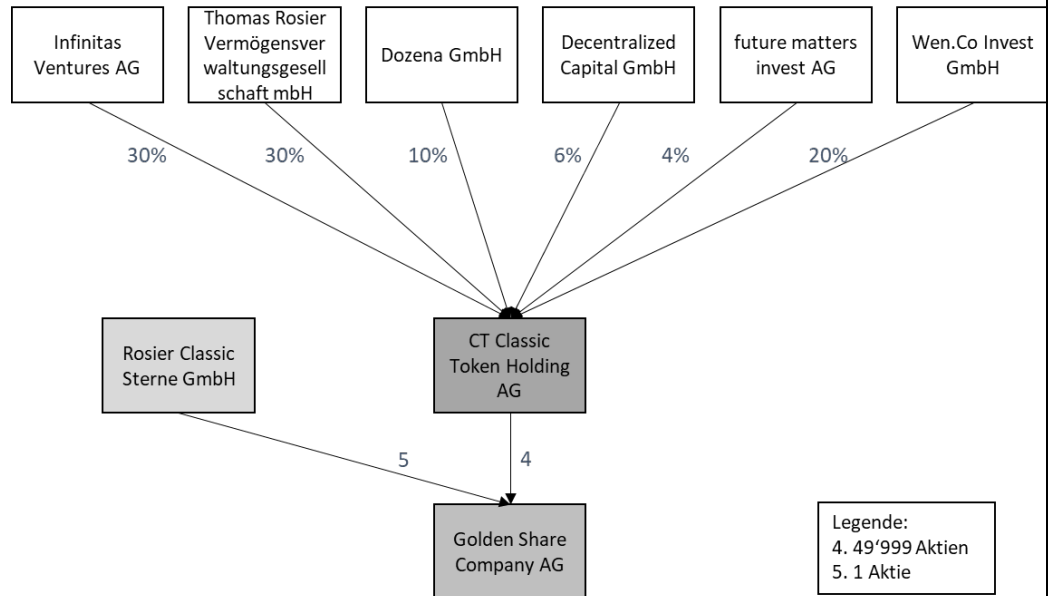 Infinitas
Ventures AG
Thomas Rosier
Vermögensver
waltungsgesell
schaft mbH
Dozena GmbH
Decentralized
Capital GmbH
future matters
invest AG
Wen.Co Invest
GmbH
30%
30%
10%
6%
4%
20%
Rosier Classic
Sterne GmbH
CT Classic
Token Holding
AG
5
4
Golden Share
Company AG
Legende:
4. 49‘999 Aktien
5. 1 Aktie